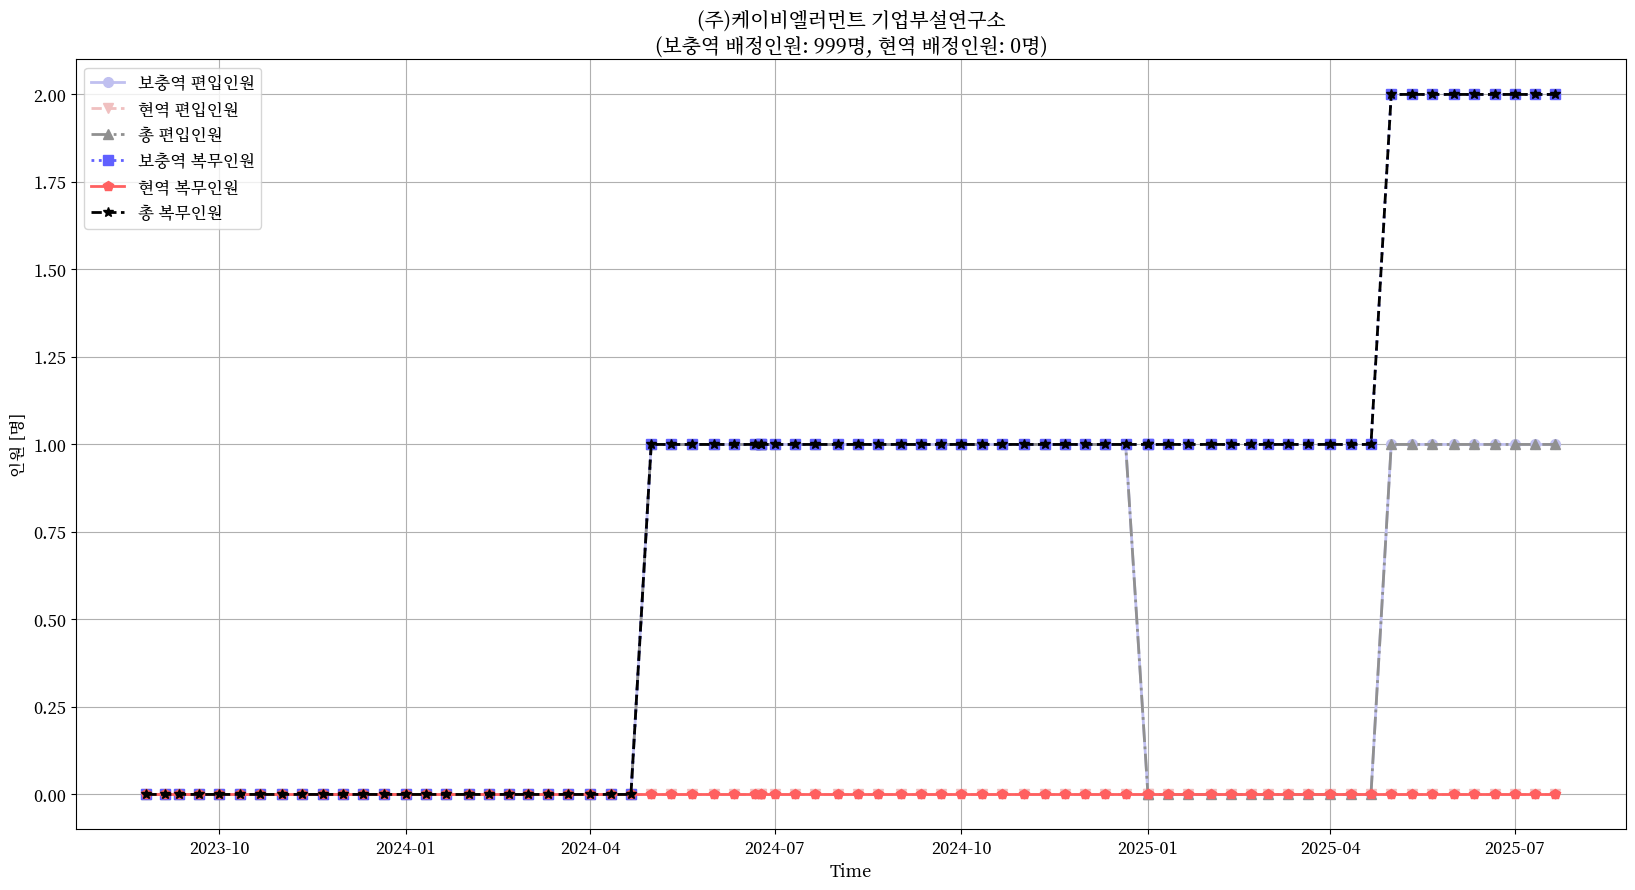 (주)케이비엘러먼트 기업부설연구소
(보충역 배정인원: 999명, 현역 배정인원: 0명)
보충역 편입인원
현역 편입인원
총 편입인원
보충역 복무인원
현역 복무인원
총 복무인원
2.00
1.75
1.50
1.25
1.00
0.75
0.50
0.25
0.00
인원 [명]
2023-10
2024-01
2024-04
2024-07
2024-10
2025-01
2025-04
2025-07
Time